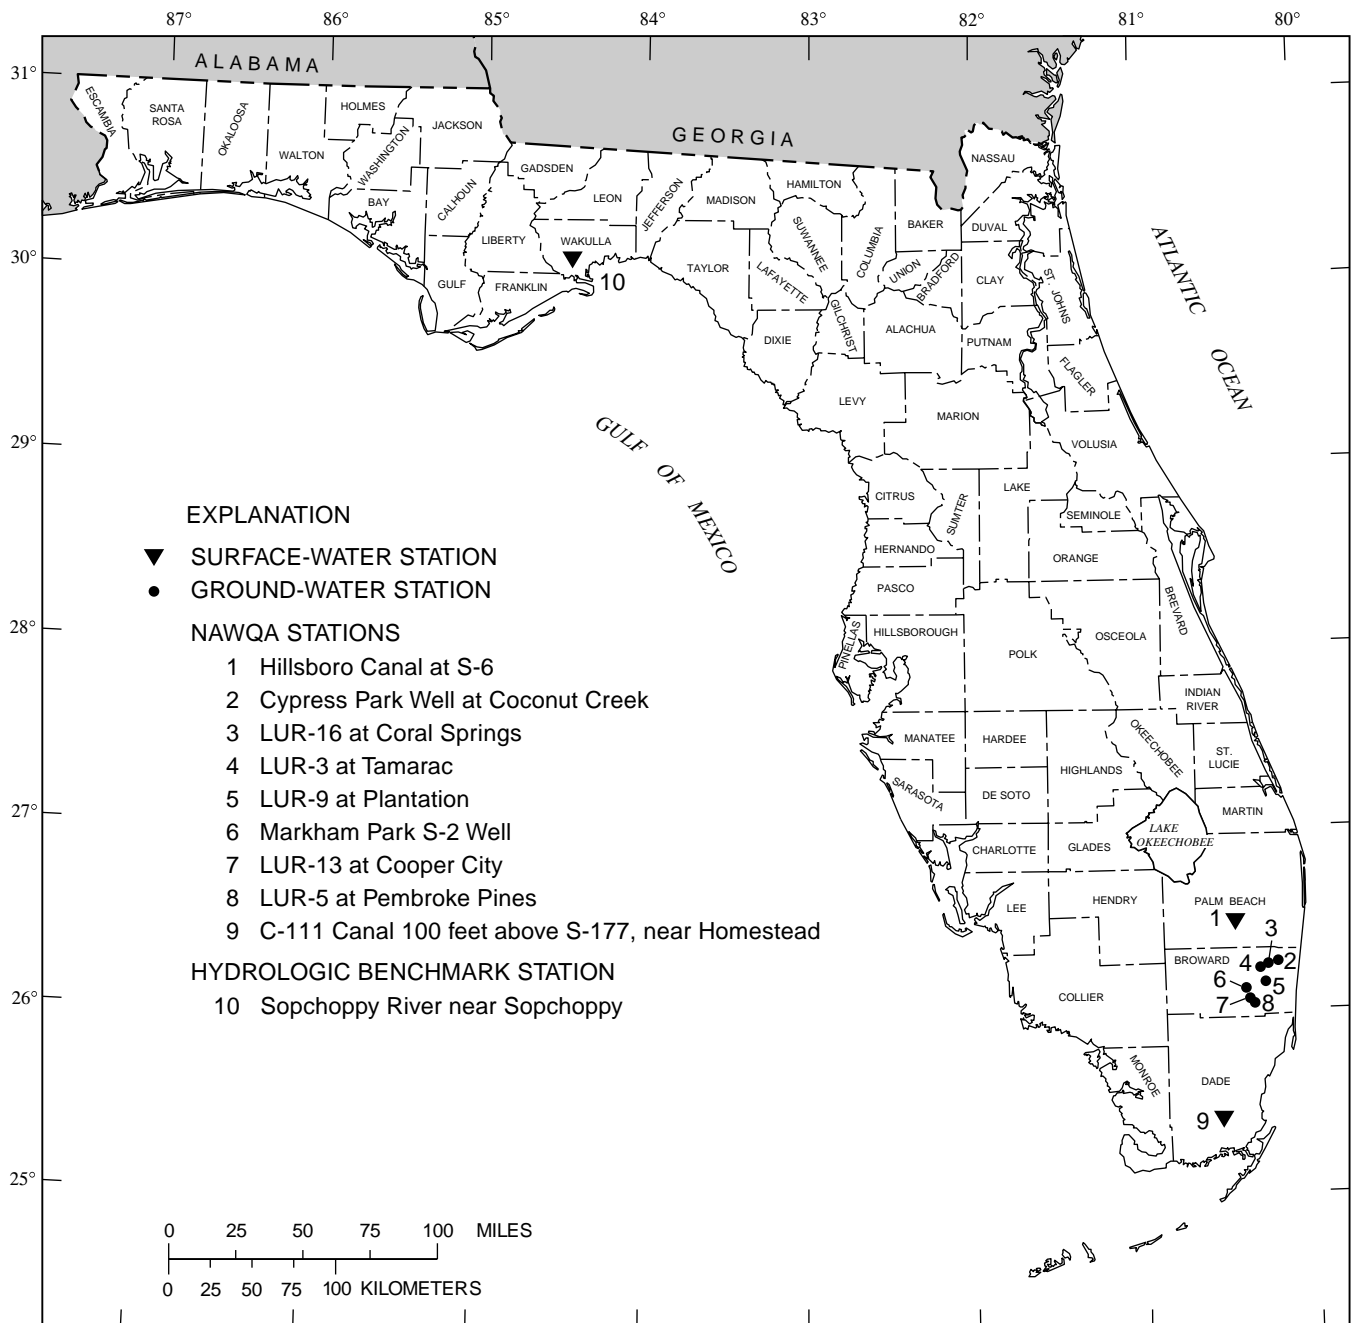 87° 86° 85° 84° 83° 82° 81° 80°
31°
30°
29°
28°
27°
26°
25°
ALABAMA
GEORGIA
ATLANTIC OCEAN
GULF OF MEXICO
ESCAMBIA
SANTA
ROSA
OKALOOSA
WALTON
HOLMES
WASHINGTON
BAY
JACKSON
CALHOUN
GULF
GADSDEN
LIBERTY
FRANKLIN
LEON
WAKULLA
10
JEFFERSON
MADISON
TAYLOR
HAMILTON
SUWANNEE
LAFAYETTE
DIXIE
COLUMBIA
GILCHRIST
BAKER
UNION
BRADFORD
NASSAU
DUVAL
CLAY
ST. JOHNS
ALACHUA
PUTNAM
FLAGLER
LEVY
MARION
VOLUSIA
CITRUS
SUMTER
LAKE
SEMINOLE
HERNANDO
ORANGE
PASCO
BREVARD
PINELLAS
HILLSBOROUGH
POLK
OSCEOLA
INDIAN
RIVER
MANATEE
HARDEE
OKEECHOBEE
ST.
LUCIE
SARASOTA
DE SOTO
HIGHLANDS
MARTIN
CHARLOTTE
GLADES
LAKE
OKEECHOBEE
LEE
HENDRY
PALM BEACH
1
3
BROWARD
4
2
6
5
7
8
COLLIER
MONROE
DADE
9
EXPLANATION
SURFACE-WATER STATION
GROUND-WATER STATION
NAWQA STATIONS
1 Hillsboro Canal at S-6
2 Cypress Park Well at Coconut Creek
3 LUR-16 at Coral Springs
4 LUR-3 at Tamarac
5 LUR-9 at Plantation
6 Markham Park S-2 Well
7 LUR-13 at Cooper City
8 LUR-5 at Pembroke Pines
9 C-111 Canal 100 feet above S-177, near Homestead
HYDROLOGIC BENCHMARK STATION
10 Sopchoppy River near Sopchoppy
0 25 50 75 100 MILES
0 25 50 75 100 KILOMETERS